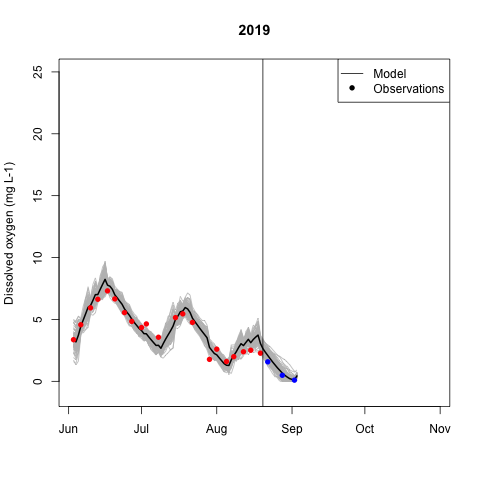 2019
Model
Observations
Dissolved oxygen (mg L-1)
25
20
15
10
5
0
Jun Jul Aug Sep Oct Nov